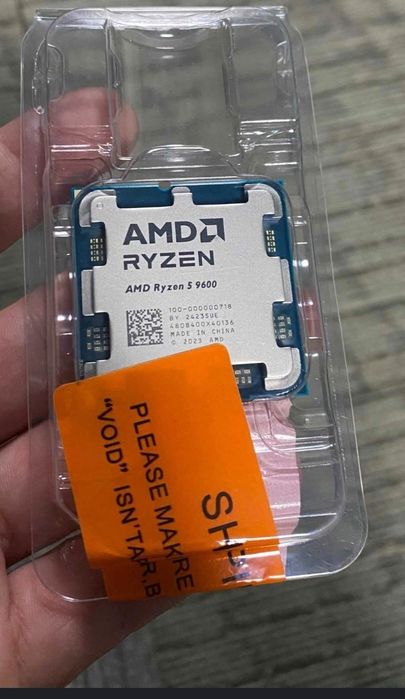 AMD
RYZEN
AMD Ryzen 5 9600
100-000000718
BY 2423SUE
4808400X40136
MADE IN CHINA
© 2023 AMD
PLEASE MAKRE
"VOID" ISN'TAR,B